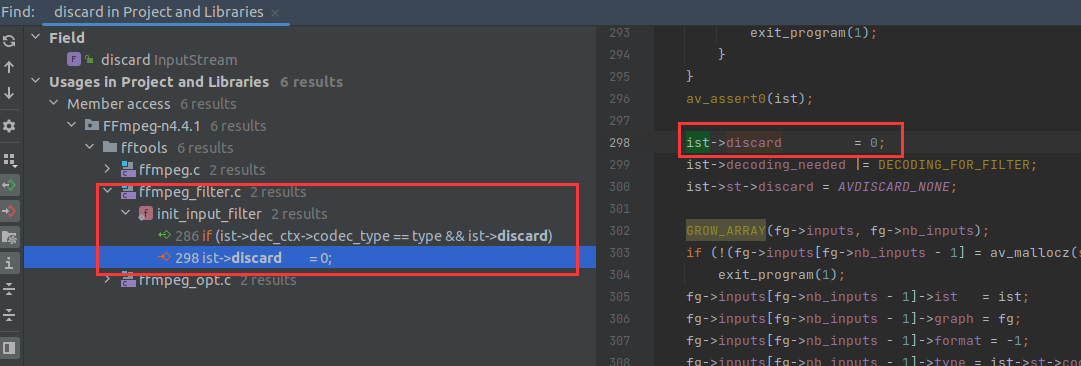 Find: discard in Project and Libraries ×
Field
discard InputStream
Usages in Project and Libraries 6 results
Member access 6 results
FFmpeg-n4.4.1 6 results
fftools 6 results
ffmpeg.c 2 results
ffmpeg_filter.c 2 results
init_input_filter 2 results
286 if (ist->dec_ctx->codec_type == type && ist->discard)
298 ist->discard = 0;
ffmpeg_opt.c 2 results
293 exit_program(1);
294 }
295 }
296 av_assert0(ist);
297
298 ist->discard = 0;
299 ist->decoding_needed |= DECODING_FOR_FILTER;
300 ist->st->discard = AVDISCARD_NONE;
301
302 GROW_ARRAY(fg->inputs, fg->nb_inputs);
303 if (!(fg->inputs[fg->nb_inputs - 1] = av_mallocz(s
304 exit_program(1);
305 fg->inputs[fg->nb_inputs - 1]->ist = ist;
306 fg->inputs[fg->nb_inputs - 1]->graph = fg;
307 fg->inputs[fg->nb_inputs - 1]->format = -1;
308 fg->inputs[fg->nb_inputs - 1]->type = ist->st->co